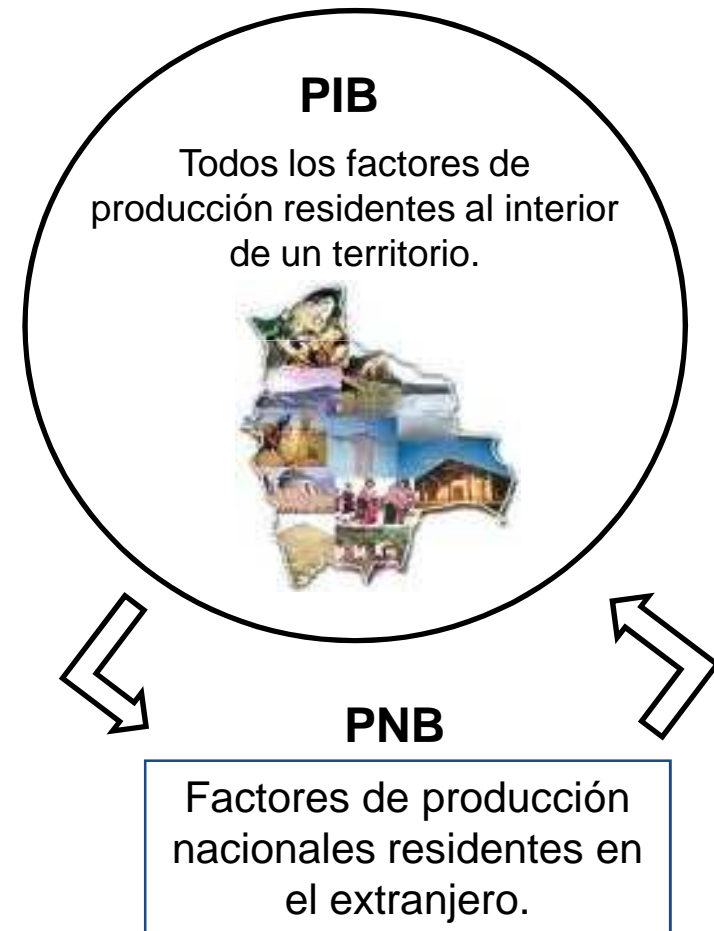 PIB
Todos los factores de
producción residentes al interior
de un territorio.
PNB
Factores de producción
nacionales residentes en
el extranjero.